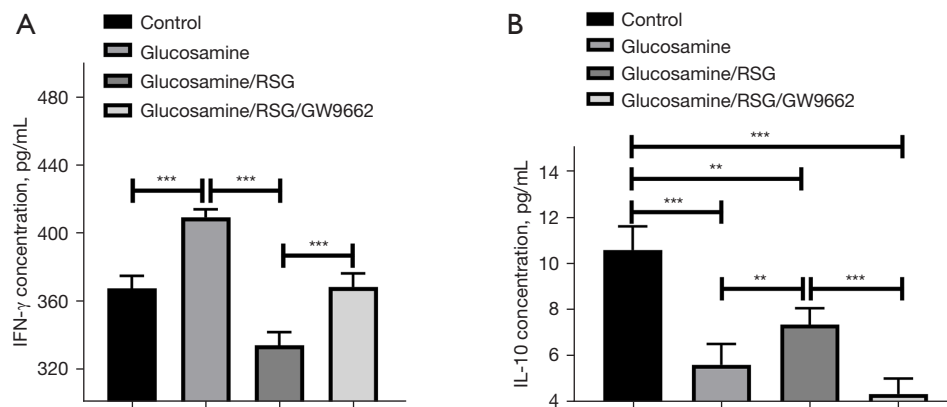 A
Control
Glucosamine
Glucosamine/RSG
Glucosamine/RSG/GW9662
IFN-γ concentration, pg/mL
480
440
400
360
320
***
***
***
B
Control
Glucosamine
Glucosamine/RSG
Glucosamine/RSG/GW9662
IL-10 concentration, pg/mL
14
12
10
8
6
4
***
**
***
**
***